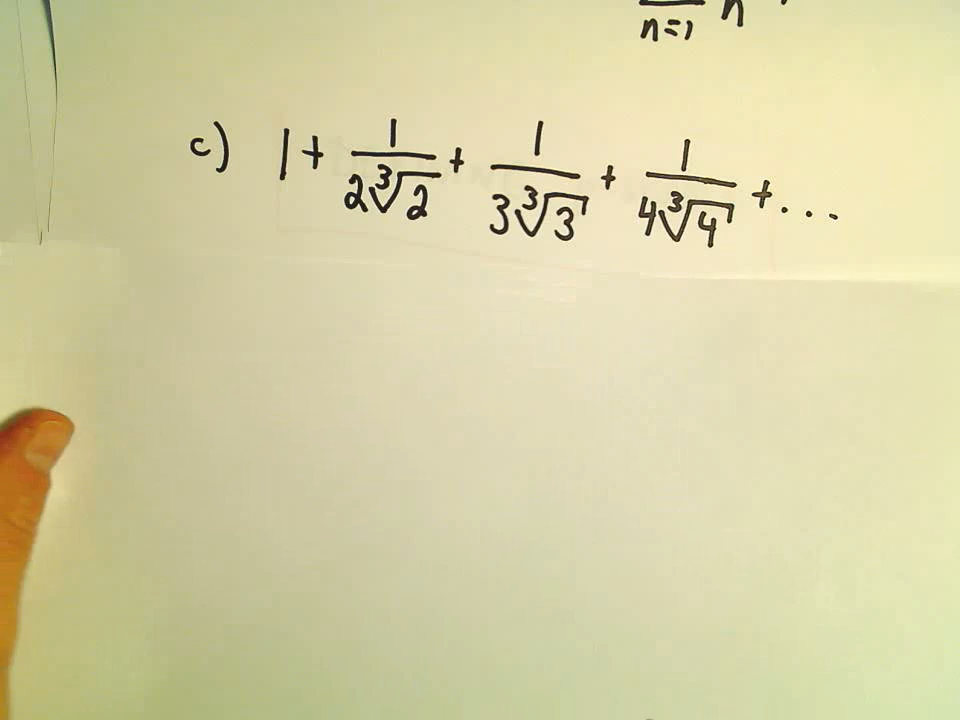 n=1 n
c) 1 + 1/(2∛2) + 1/(3∛3) + 1/(4∛4) + ...